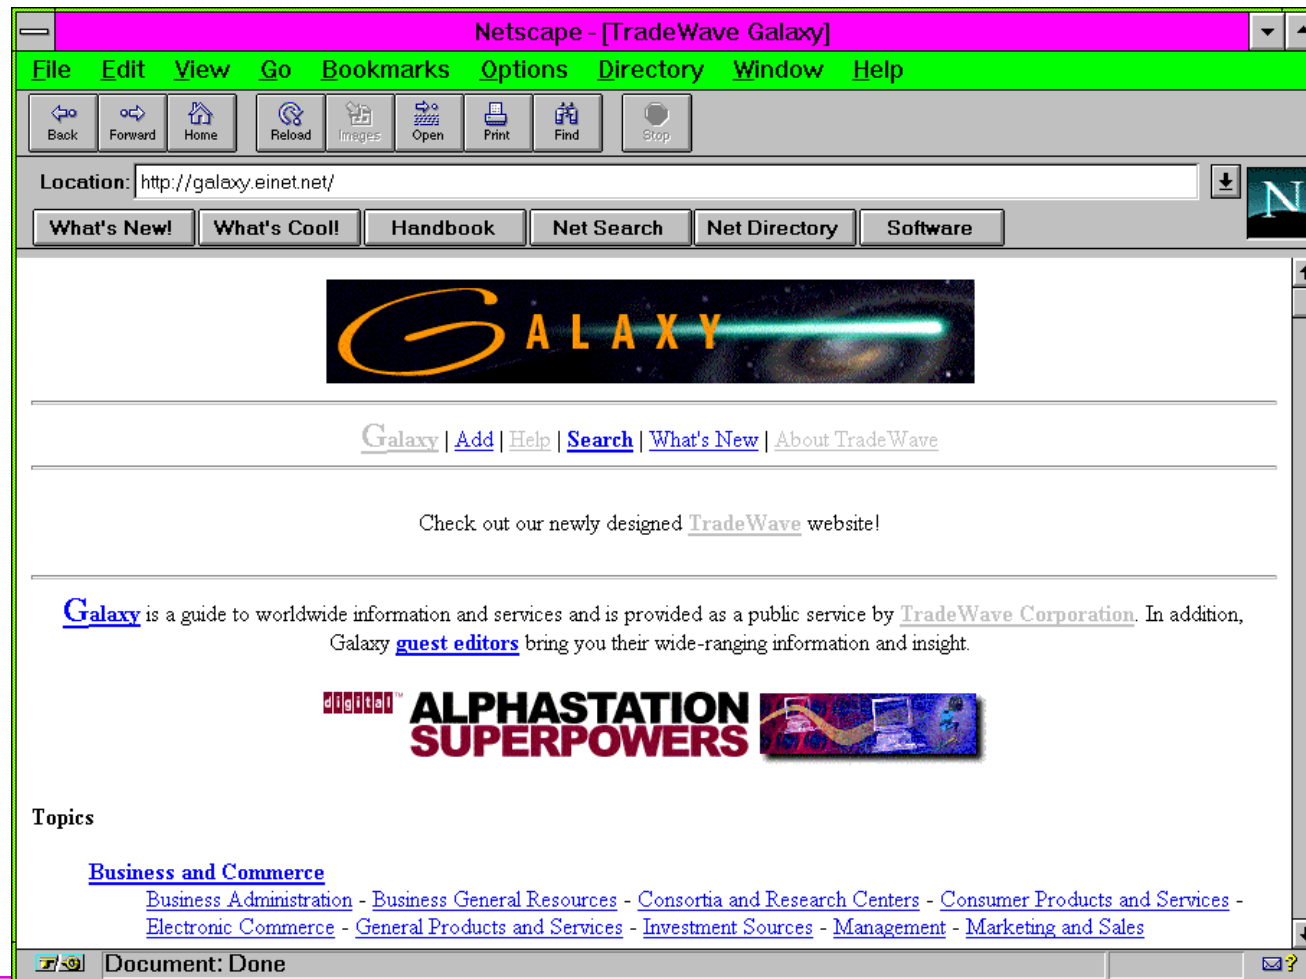 Netscape - [TradeWave Galaxy]
File Edit View Go Bookmarks Options Directory Window Help
Back Forward Home Reload Images Open Print Find Stop
Location: http://galaxy.einet.net/
N
What's New! What's Cool! Handbook Net Search Net Directory Software
GALAXY
Galaxy | Add | Help | Search | What's New | About TradeWave
Check out our newly designed TradeWave website!
Galaxy is a guide to worldwide information and services and is provided as a public service by TradeWave Corporation. In addition,
Galaxy guest editors bring you their wide-ranging information and insight.
digital™ ALPHASTATION
SUPERPOWERS
Topics
Business and Commerce
Business Administration - Business General Resources - Consortia and Research Centers - Consumer Products and Services -
Electronic Commerce - General Products and Services - Investment Sources - Management - Marketing and Sales
Document: Done
?